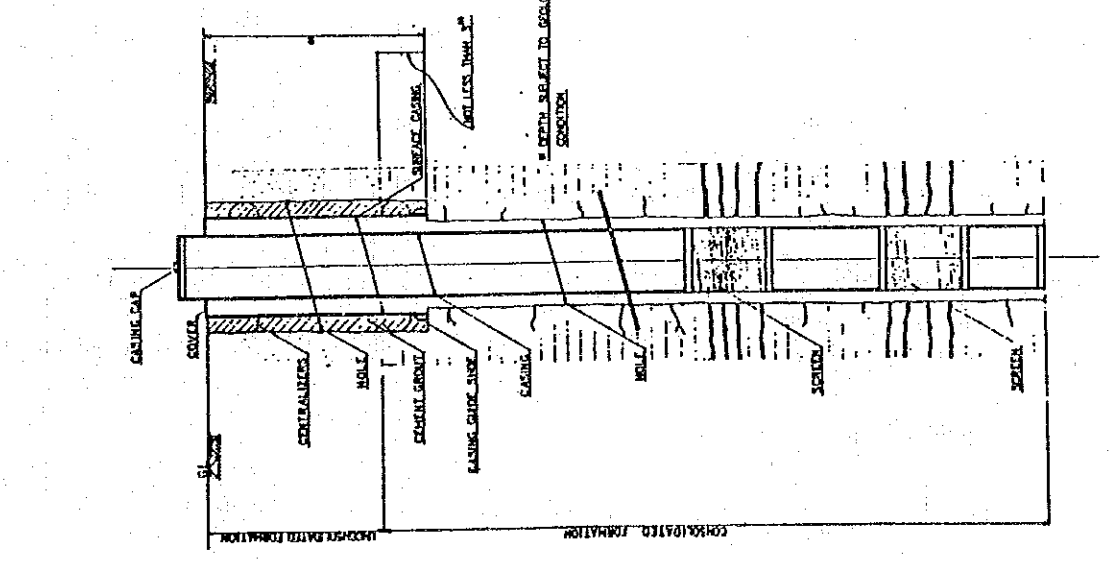 CASING CAP
COVER
GL
CENTRALIZERS
HOLE
CEMENT GROUT
CASING GUIDE SHOE
CASING
HOLE
SCREEN
SCREEN
SURFACE CASING
NOT LESS THAN
* DEPTH SUBJECT TO
CONDITION
UNCONSOLIDATED FORMATION
CONSOLIDATED FORMATION